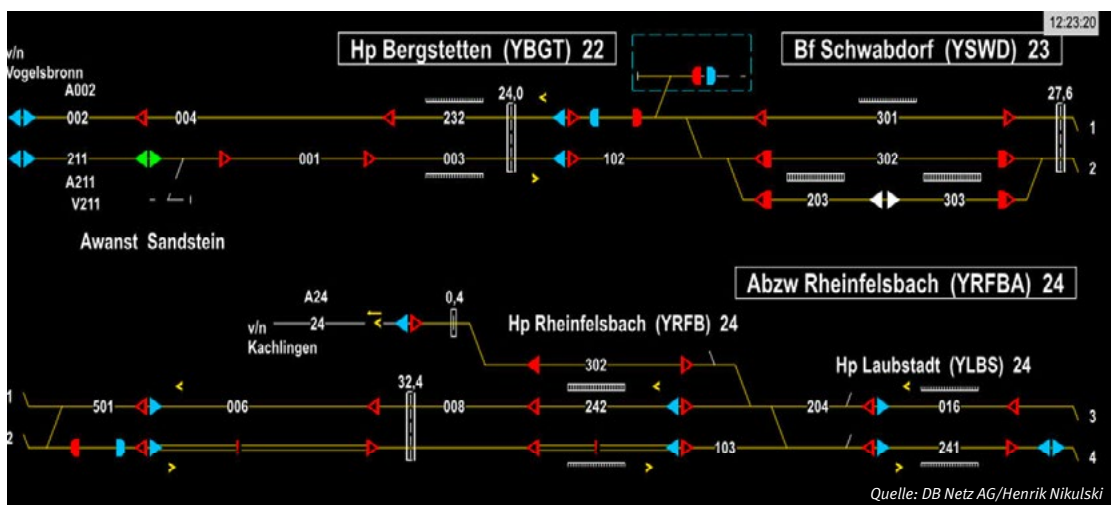 12:23:20
Hp Bergstetten (YBGT) 22
Bf Schwabdorf (YSWD) 23
v/n
Vogelsbronn
A002
24,0
27,6
002
004
232
301
1
211
001
003
102
302
2
A211
V211
203
303
Awanst Sandstein
Abzw Rheinfelsbach (YRFBA) 24
A24
0,4
v/n
24
Kachlingen
Hp Rheinfelsbach (YRFB) 24
302
Hp Laubstadt (YLBS) 24
32,4
1
501
006
008
242
204
016
3
2
103
241
4
Quelle: DB Netz AG/Henrik Nikulski